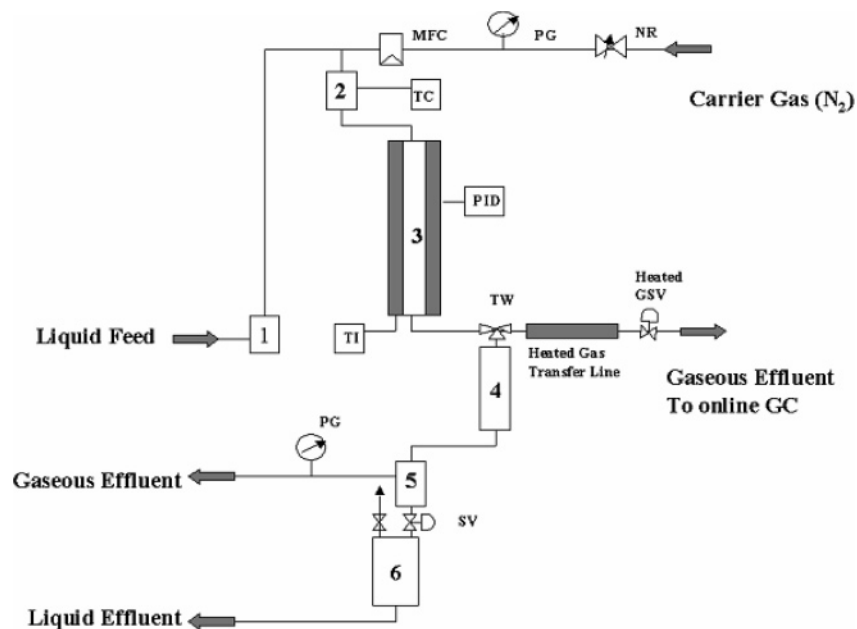 MFC
PG
NR
2
TC
Carrier Gas (N₂)
3
PID
Heated
GSV
TW
Liquid Feed
1
TI
Heated Gas
Transfer Line
4
Gaseous Effluent
To online GC
PG
Gaseous Effluent
5
SV
6
Liquid Effluent